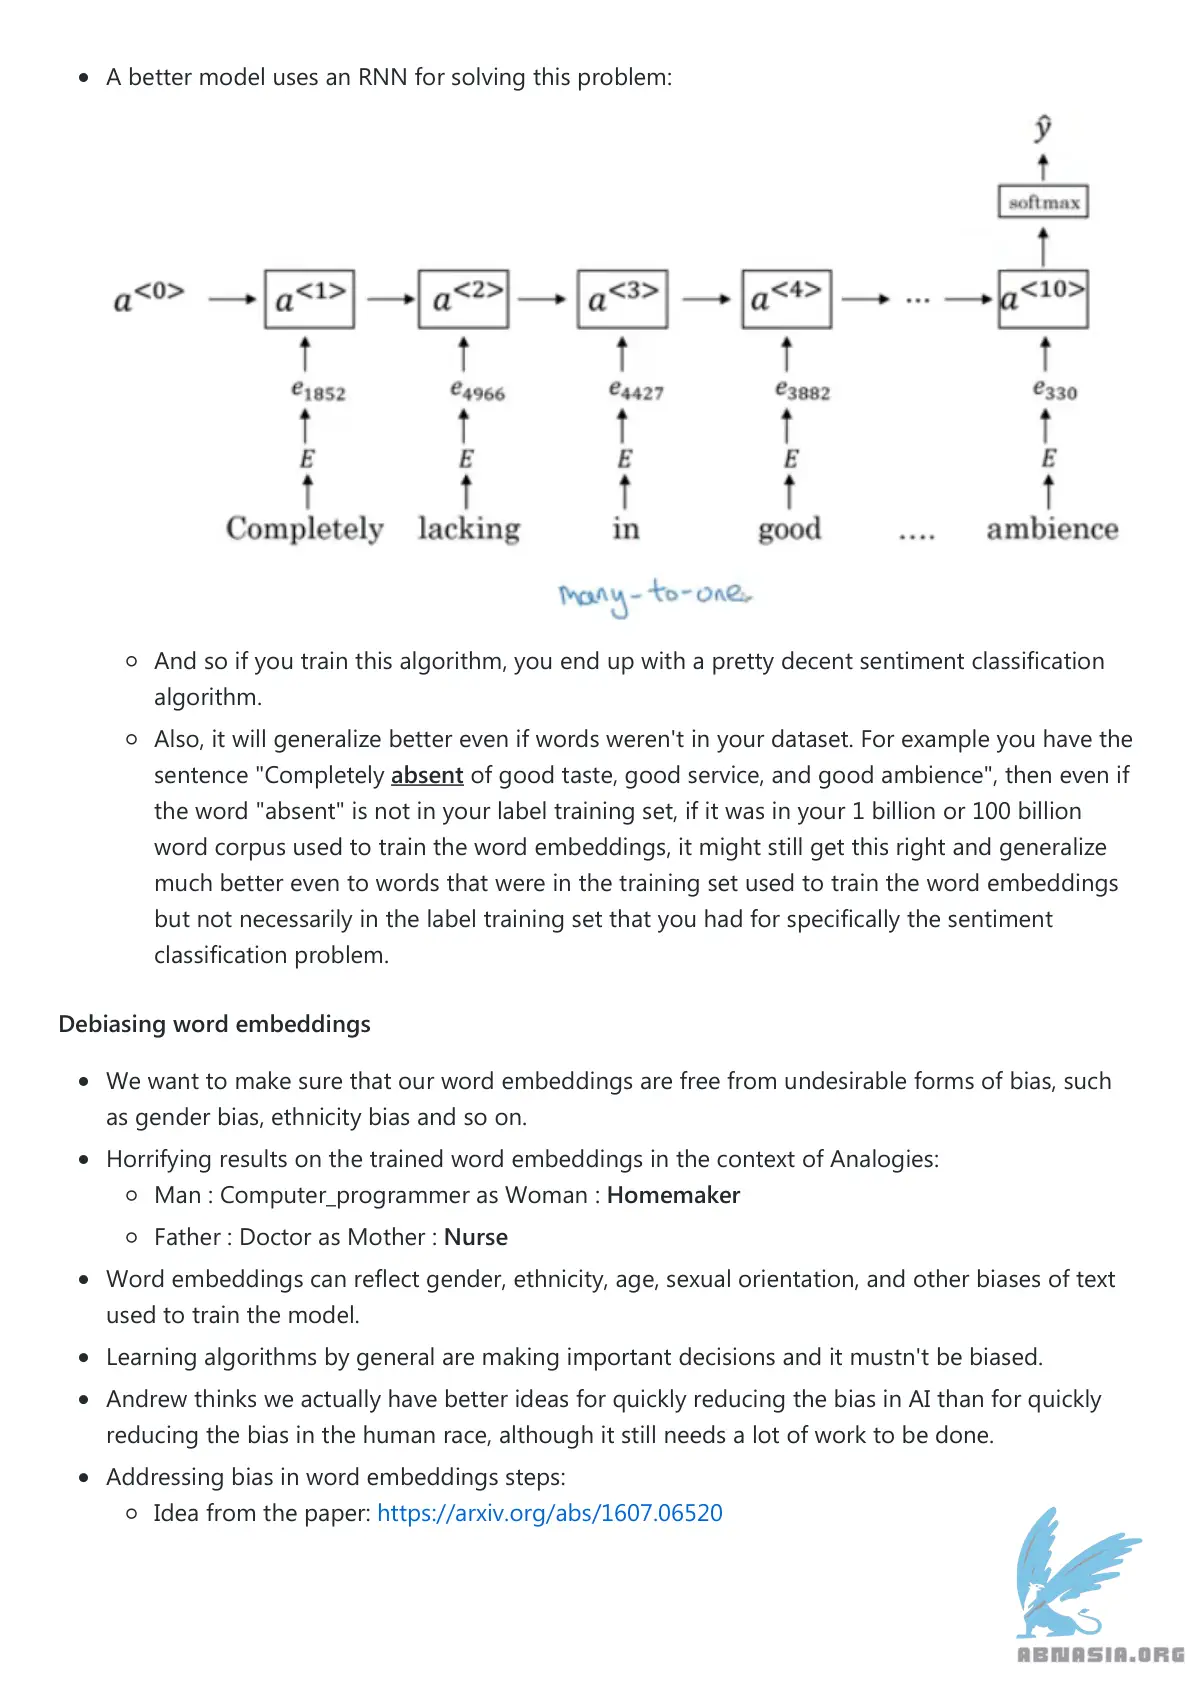 A better model uses an RNN for solving this problem:
ŷ
softmax
a<0> a<1> a<2> a<3> a<4> ... a<10>
e1852 e4966 e4427 e3882 e330
E E E E E
Completely lacking in good .... ambience
many-to-one
And so if you train this algorithm, you end up with a pretty decent sentiment classification
algorithm.
Also, it will generalize better even if words weren't in your dataset. For example you have the
sentence "Completely absent of good taste, good service, and good ambience", then even if
the word "absent" is not in your label training set, if it was in your 1 billion or 100 billion
word corpus used to train the word embeddings, it might still get this right and generalize
much better even to words that were in the training set used to train the word embeddings
but not necessarily in the label training set that you had for specifically the sentiment
classification problem.
Debiasing word embeddings
We want to make sure that our word embeddings are free from undesirable forms of bias, such
as gender bias, ethnicity bias and so on.
Horrifying results on the trained word embeddings in the context of Analogies:
Man : Computer_programmer as Woman : Homemaker
Father : Doctor as Mother : Nurse
Word embeddings can reflect gender, ethnicity, age, sexual orientation, and other biases of text
used to train the model.
Learning algorithms by general are making important decisions and it mustn't be biased.
Andrew thinks we actually have better ideas for quickly reducing the bias in AI than for quickly
reducing the bias in the human race, although it still needs a lot of work to be done.
Addressing bias in word embeddings steps:
Idea from the paper: https://arxiv.org/abs/1607.06520
ABNASIA.ORG